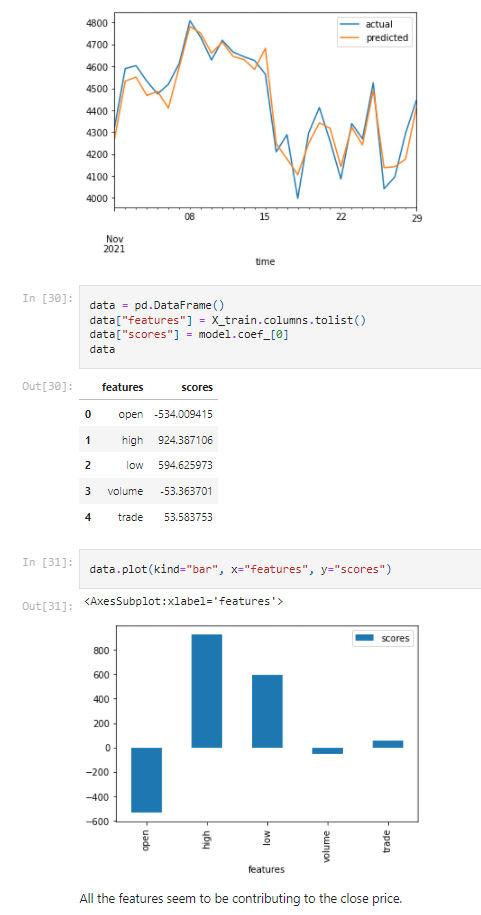 4800
4700
4600
4500
4400
4300
4200
4100
4000
actual
predicted
08
15
22
29
Nov
2021
time
In [30]:
data = pd.DataFrame()
data["features"] = X_train.columns.tolist()
data["scores"] = model.coef_[0]
data
Out[30]:
features scores
0 open -534.009415
1 high 924.387106
2 low 594.625973
3 volume -53.363701
4 trade 53.583753
In [31]:
data.plot(kind="bar", x="features", y="scores")
Out[31]:
<AxesSubplot:xlabel='features'>
scores
800
600
400
200
0
−200
−400
−600
open
high
low
volume
trade
features
All the features seem to be contributing to the close price.